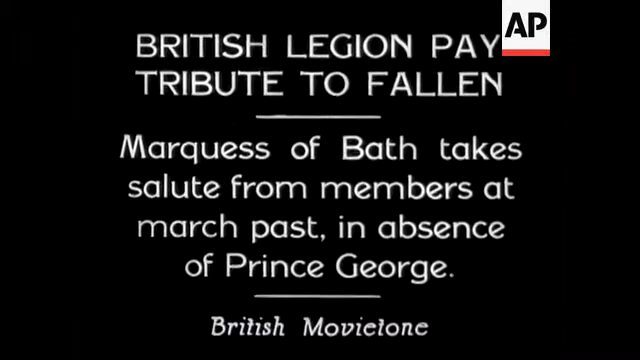 AP
BRITISH LEGION PAY
TRIBUTE TO FALLEN
Marquess of Bath takes
salute from members at
march past, in absence
of Prince George.
British Movietone